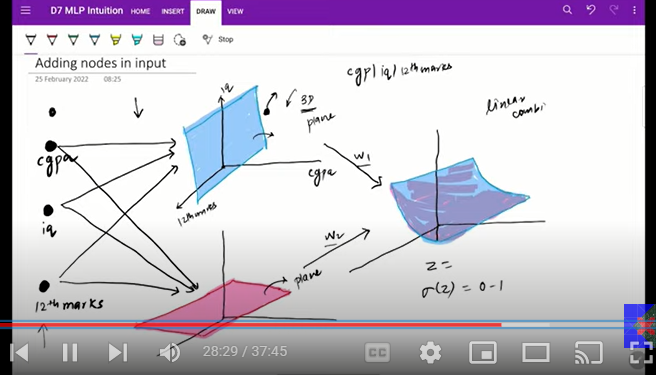 D7 MLP Intuition HOME INSERT DRAW VIEW
Stop
Adding nodes in input
25 February 2022 08:25
cgp| iq| 12th marks
iq
3D
plane
linear
combi
cgpa
cgpa
w1
12th marks
iq
w2
plane
z =
σ(z) = 0-1
12th marks
28:29 / 37:45
CC